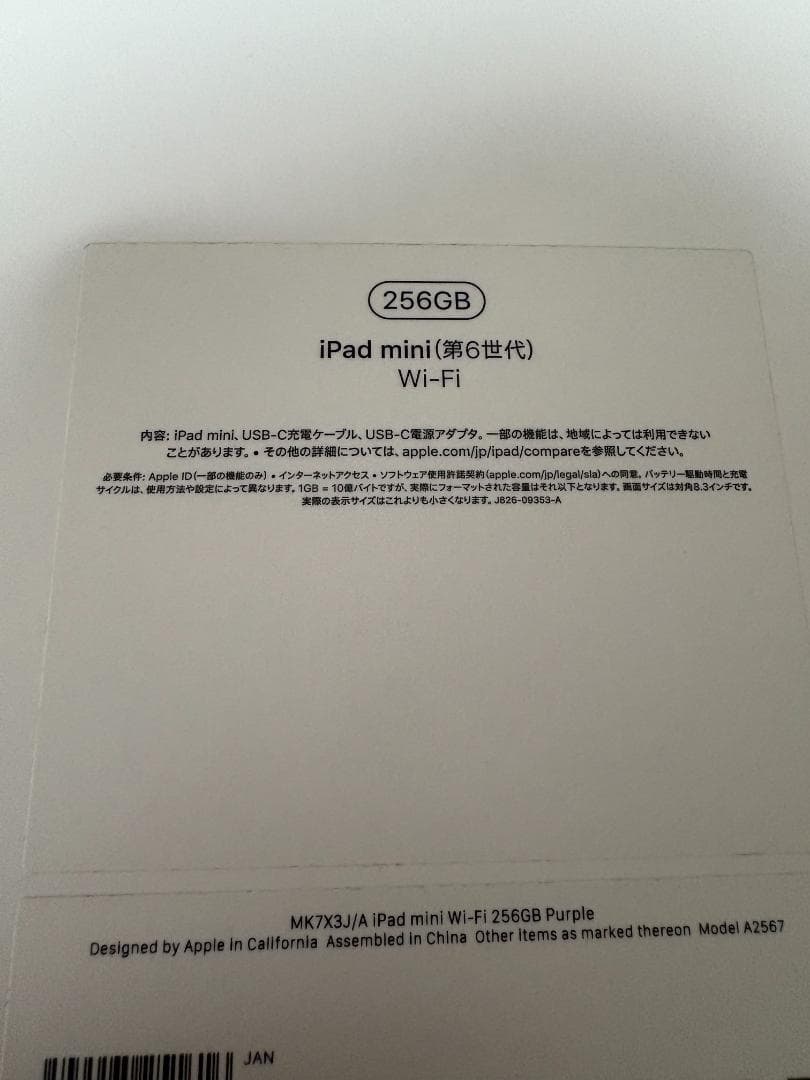 256GB
iPad mini(第6世代)
Wi-Fi
内容: iPad mini、USB-C充電ケーブル、USB-C電源アダプタ。一部の機能は、地域によっては利用できない
ことがあります。• その他の詳細については、apple.com/jp/ipad/compareを参照してください。
必要条件: Apple ID(一部の機能のみ) • インターネットアクセス • ソフトウェア使用許諾契約(apple.com/jp/legal/sla)への同意。バッテリー駆動時間と充電
サイクルは、使用方法や設定によって異なります。1GB = 10億バイトですが、実際にフォーマットされた容量はそれ以下となります。画面サイズは対角8.3インチです。
実際の表示サイズはこれよりも小さくなります。J626-09353-A
MK7X3J/A iPad mini Wi-Fi 256GB Purple
Designed by Apple in California Assembled in China Other items as marked thereon Model A2567
JAN